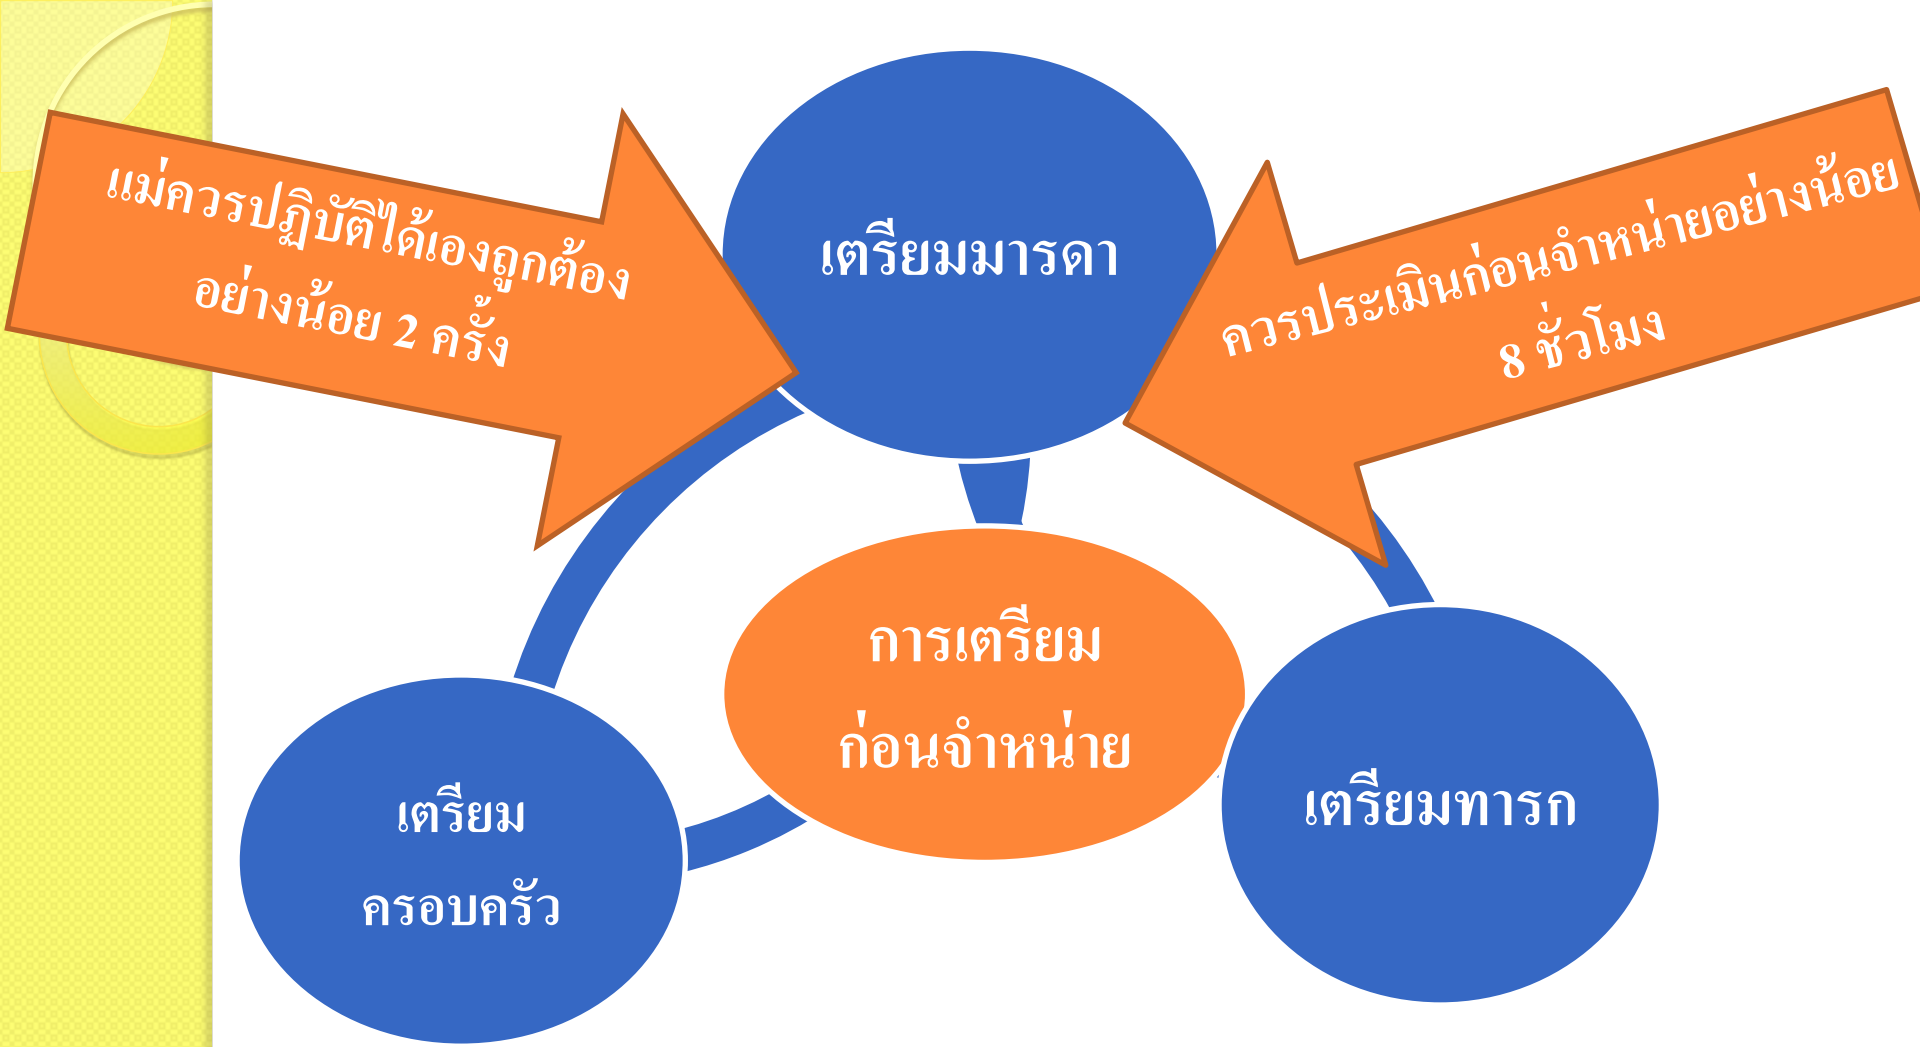 เตรียมมารดา
แม่ควรปฏิบัติได้เองถูกต้อง
อย่างน้อย 2 ครั้ง
ควรประเมินก่อนจำหน่ายอย่างน้อย
8 ชั่วโมง
การเตรียม
ก่อนจำหน่าย
เตรียม
ครอบครัว
เตรียมทารก